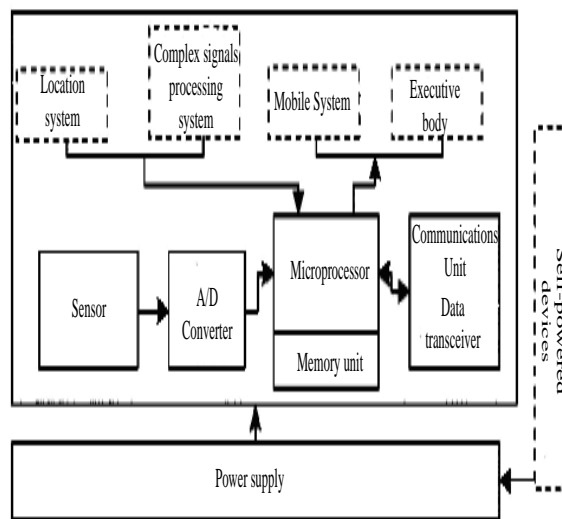 Location
system
Complex signals
processing
system
Mobile System
Executive
body
Sensor
A/D
Converter
Microprocessor
Memory unit
Communications
Unit
Data
transceiver
Self-powered
devices
Power supply